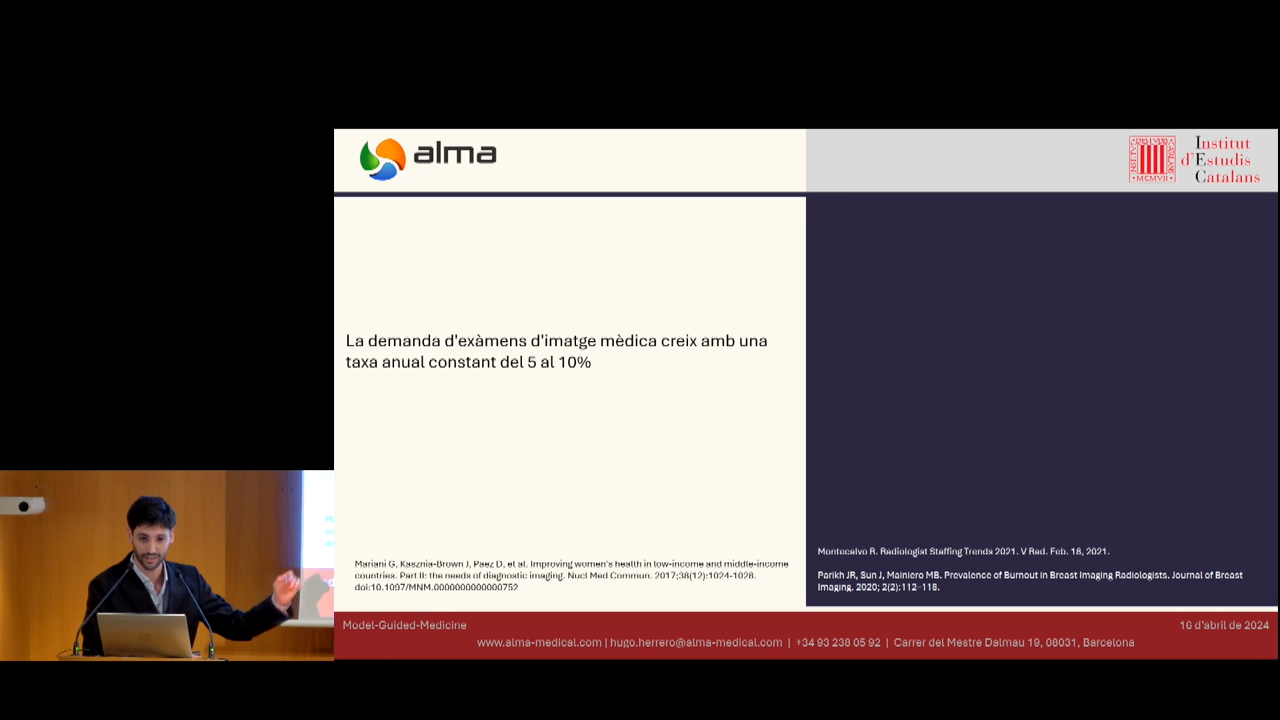 alma
Institut
d'Estudis
Catalans
MCMVII
La demanda d'exàmens d'imatge mèdica creix amb una
taxa anual constant del 5 al 10%
Mariani G, Kasznia-Brown J, Paez D, et al. Improving women's health in low-income and middle-income
countries. Part II: the needs of diagnostic imaging. Nucl Med Commun. 2017;38(12):1024-1028.
doi:10.1097/MNM.0000000000000752
Montecalvo R. Radiologist Staffing Trends 2021. V Rad. Feb. 18, 2021.
Parikh JR, Sun J, Mainiero MB. Prevalence of Burnout in Breast Imaging Radiologists. Journal of Breast
Imaging. 2020; 2(2):112–118.
Model-Guided-Medicine
16 d'abril de 2024
www.alma-medical.com | hugo.herrero@alma-medical.com | +34 93 238 05 92 | Carrer del Mestre Dalmau 19, 08031, Barcelona